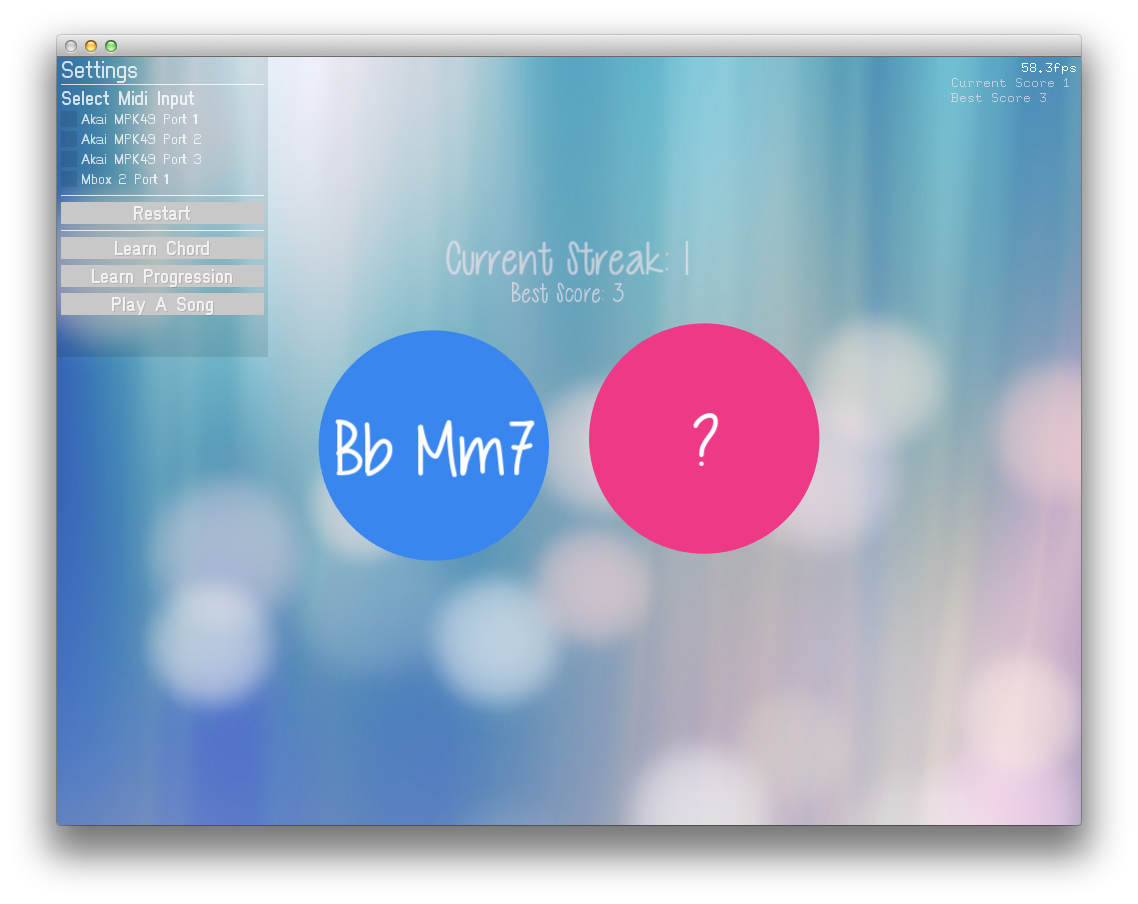 Settings
Select Midi Input
Akai MPK49 Port 1
Akai MPK49 Port 2
Akai MPK49 Port 3
Mbox 2 Port 1
Restart
Learn Chord
Learn Progression
Play A Song
58.3fps
Current Score 1
Best Score 3
Current Streak: 1
Best Score: 3
Bb Mm7
?